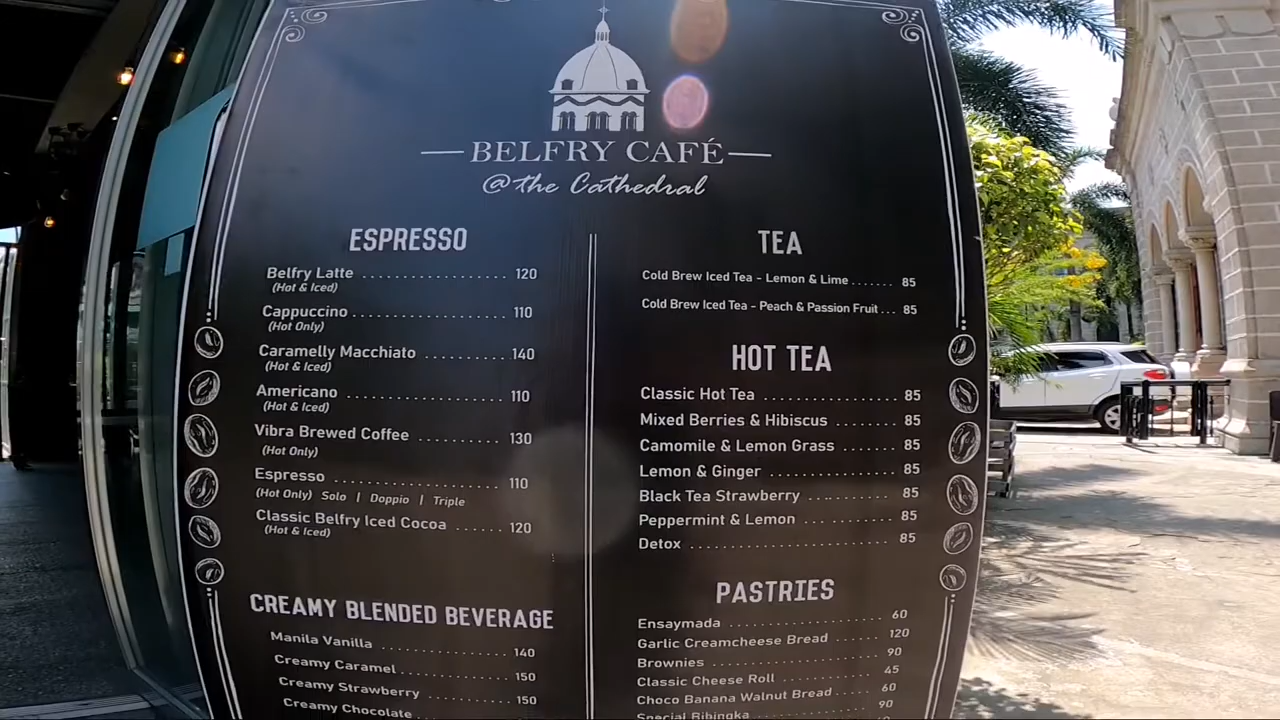 BELFRY CAFÉ
@the Cathedral
ESPRESSO
Belfry Latte ........................ 120
(Hot & Iced)
Cappuccino ........................ 110
(Hot Only)
Caramelly Macchiato .......... 140
(Hot & Iced)
Americano ........................ 110
(Hot & Iced)
Vibra Brewed Coffee .......... 130
(Hot Only)
Espresso ........................ 110
(Hot Only) Solo | Doppio | Triple
Classic Belfry Iced Cocoa ...... 120
(Hot & Iced)
CREAMY BLENDED BEVERAGE
Manila Vanilla .................... 140
Creamy Caramel .................. 150
Creamy Strawberry .............. 150
Creamy Chocolate
TEA
Cold Brew Iced Tea - Lemon & Lime ....... 85
Cold Brew Iced Tea - Peach & Passion Fruit ... 85
HOT TEA
Classic Hot Tea .................... 85
Mixed Berries & Hibiscus ........ 85
Camomile & Lemon Grass ...... 85
Lemon & Ginger .................. 85
Black Tea Strawberry ............ 85
Peppermint & Lemon ............ 85
Detox .............................. 85
PASTRIES
Ensaymada ........................ 60
Garlic Creamcheese Bread ...... 120
Brownies .......................... 90
Classic Cheese Roll .............. 45
Choco Banana Walnut Bread .... 60
Special Bibingka .................. 90